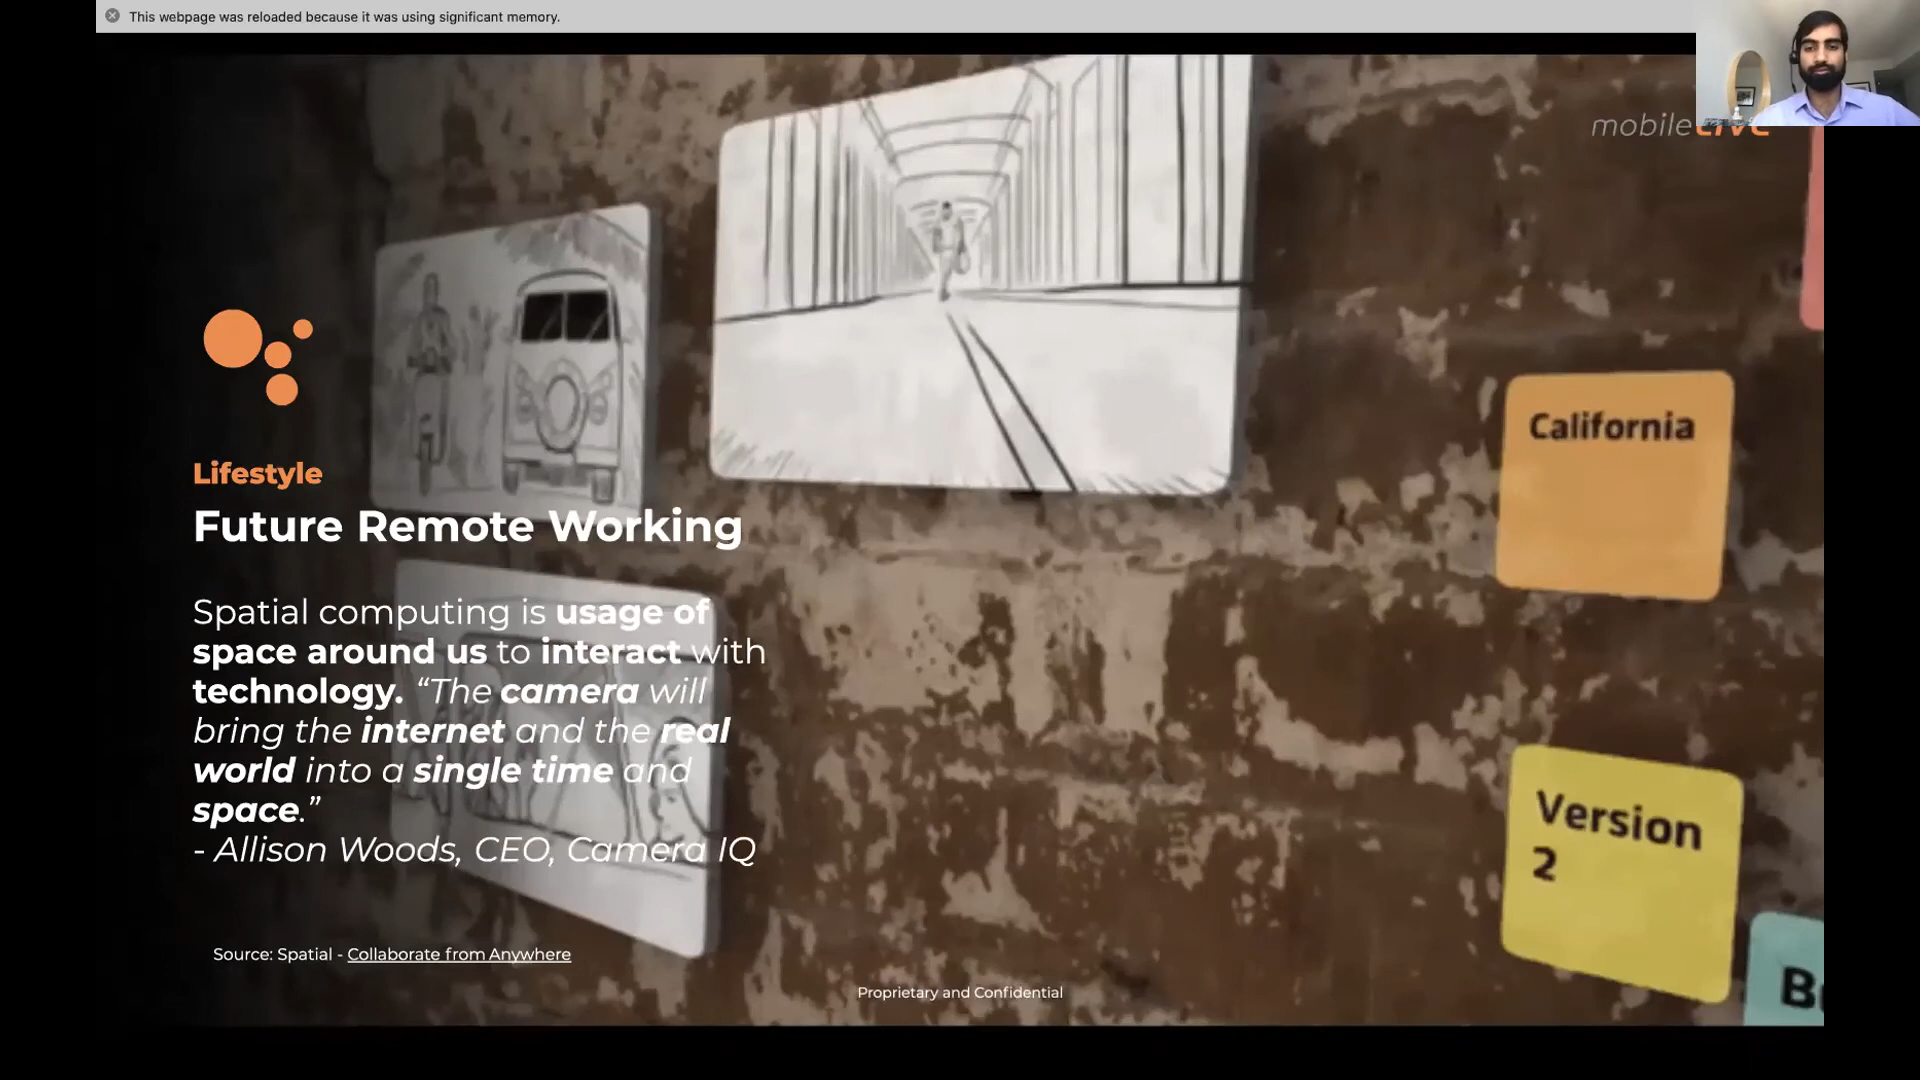 This webpage was reloaded because it was using significant memory.
mobileLIVE
California
Lifestyle
Future Remote Working
Spatial computing is usage of
space around us to interact with
technology. “The camera will
bring the internet and the real
world into a single time and
space.”
- Allison Woods, CEO, Camera IQ
Version
2
Source: Spatial - Collaborate from Anywhere
Proprietary and Confidential